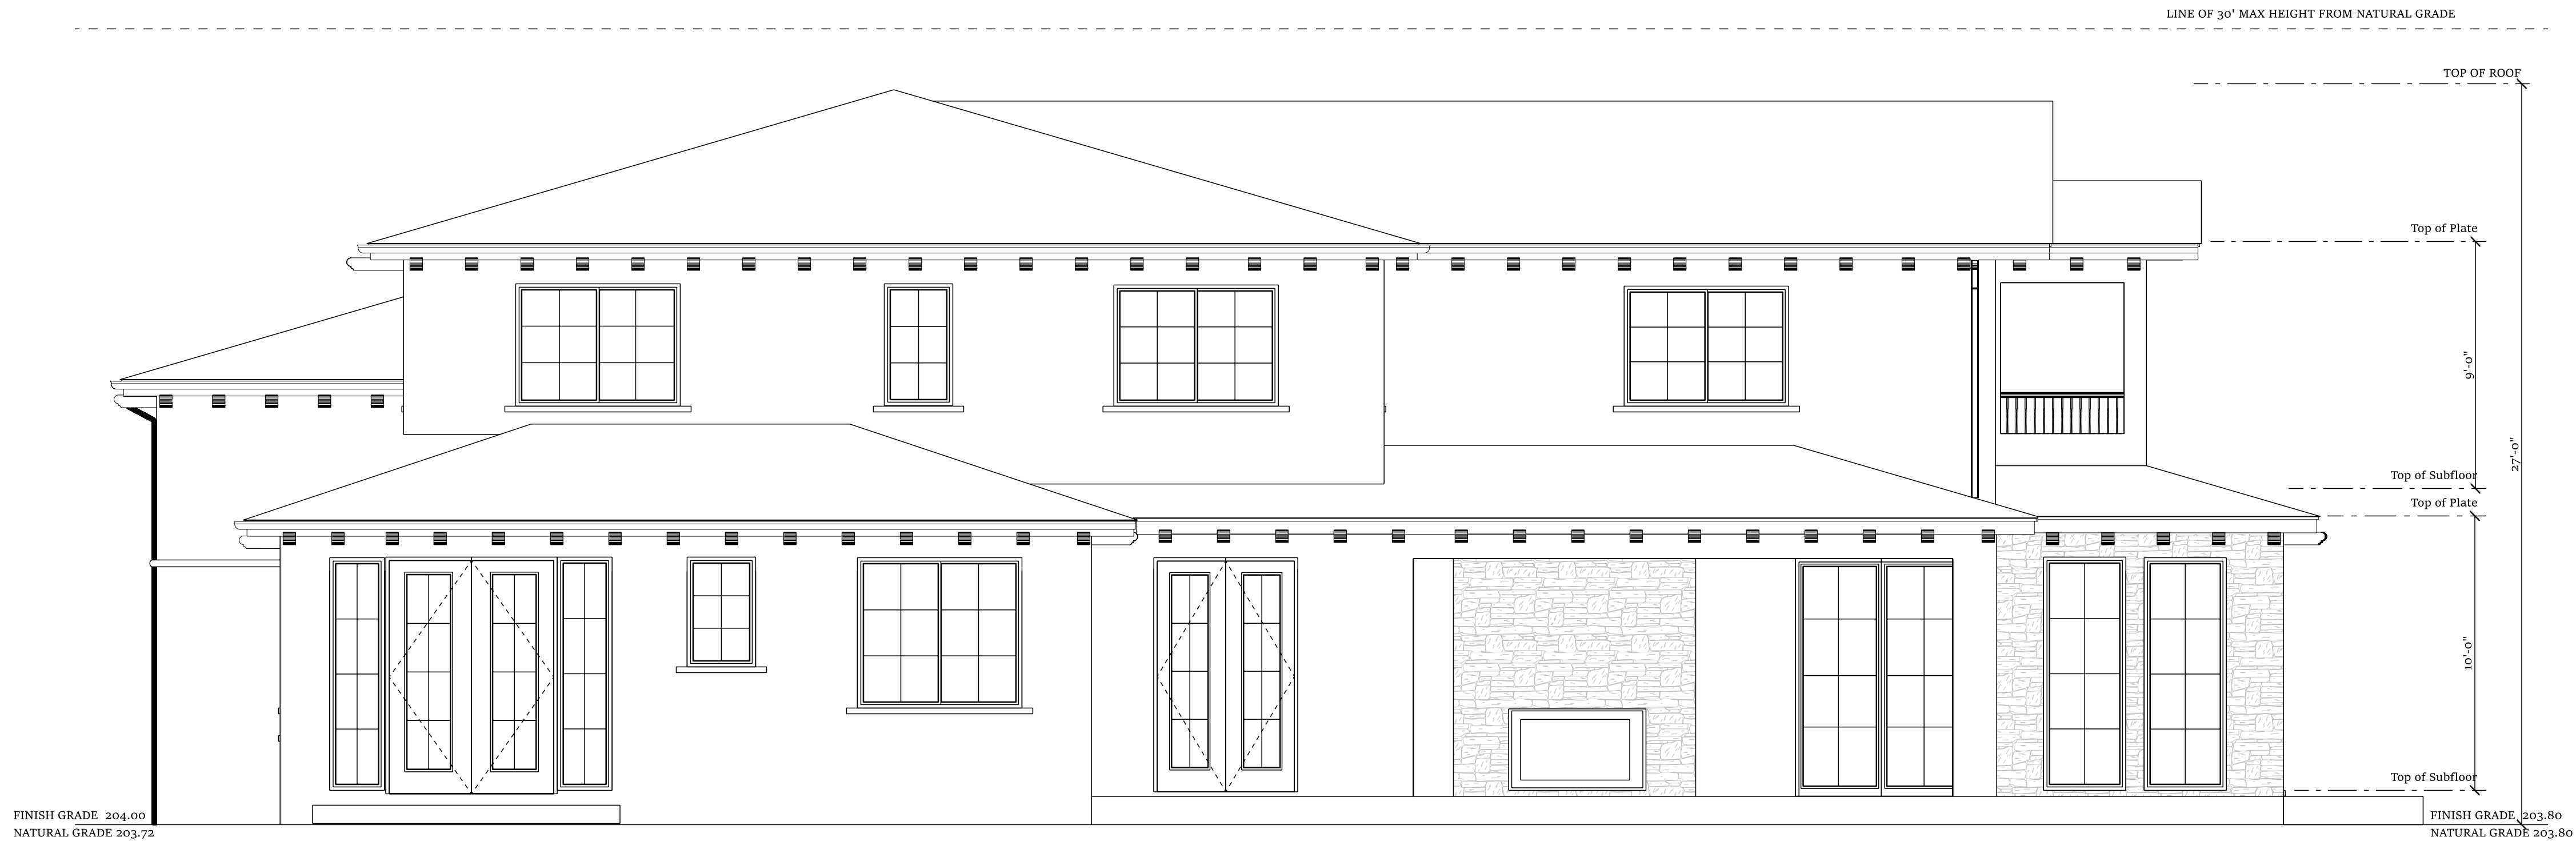 LINE OF 30' MAX HEIGHT FROM NATURAL GRADE
TOP OF ROOF
Top of Plate
9'-0"
27'-0"
Top of Subfloor
Top of Plate
10'-0"
Top of Subfloor
FINISH GRADE 204.00
NATURAL GRADE 203.72
FINISH GRADE 203.80
NATURAL GRADE 203.80